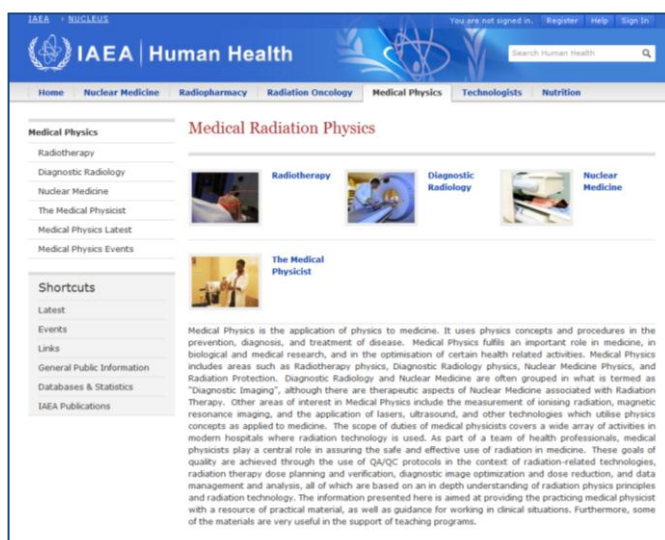 IAEA › NUCLEUS
You are not signed in. Register Help Sign In
IAEA Human Health
Search Human Health
Home Nuclear Medicine Radiopharmacy Radiation Oncology Medical Physics Technologists Nutrition
Medical Physics
Radiotherapy
Diagnostic Radiology
Nuclear Medicine
The Medical Physicist
Medical Physics Latest
Medical Physics Events
Shortcuts
Latest
Events
Links
General Public Information
Databases & Statistics
IAEA Publications
Medical Radiation Physics
Radiotherapy
Diagnostic
Radiology
Nuclear
Medicine
The Medical
Physicist
Medical Physics is the application of physics to medicine. It uses physics concepts and procedures in the
prevention, diagnosis, and treatment of disease. Medical Physics fulfils an important role in medicine, in
biological and medical research, and in the optimisation of certain health related activities. Medical Physics
includes areas such as Radiotherapy physics, Diagnostic Radiology physics, Nuclear Medicine Physics, and
Radiation Protection. Diagnostic Radiology and Nuclear Medicine are often grouped in what is termed as
"Diagnostic Imaging", although there are therapeutic aspects of Nuclear Medicine associated with Radiation
Therapy. Other areas of interest in Medical Physics include the measurement of ionising radiation, magnetic
resonance imaging, and the application of lasers, ultrasound, and other technologies which utilise physics
concepts as applied to medicine. The scope of duties of medical physicists covers a wide array of activities in
modern hospitals where radiation technology is used. As part of a team of health professionals, medical
physicists play a central role in assuring the safe and effective use of radiation in medicine. These goals of
quality are achieved through the use of QA/QC protocols in the context of radiation-related technologies,
radiation therapy dose planning and verification, diagnostic image optimization and dose reduction, and data
management and analysis, all of which are based on an in depth understanding of radiation physics principles
and radiation technology. The information presented here is aimed at providing the practicing medical physicist
with a resource of practical material, as well as guidance for working in clinical situations. Furthermore, some
of the materials are very useful in the support of teaching programs.